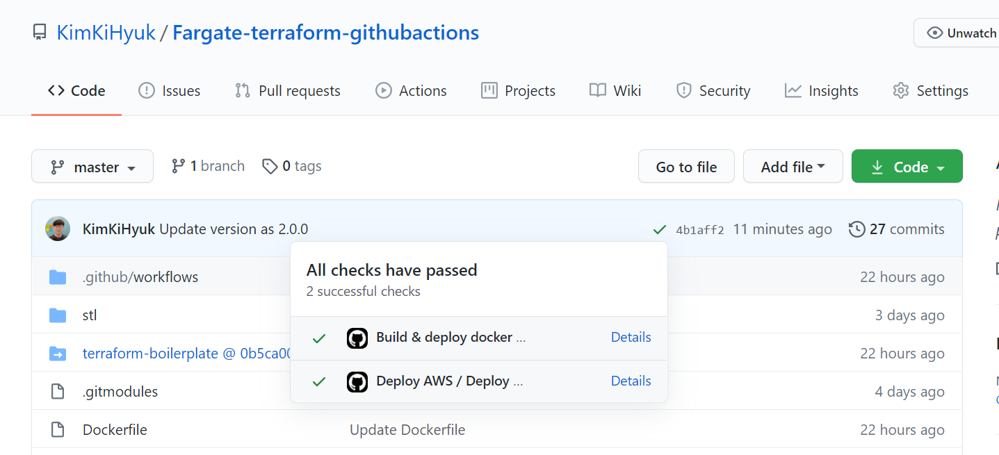 KimKiHyuk / Fargate-terraform-githubactions
Unwatch
Code Issues Pull requests Actions Projects Wiki Security Insights Settings
master 1 branch 0 tags Go to file Add file Code
KimKiHyuk Update version as 2.0.0 4b1aff2 11 minutes ago 27 commits
All checks have passed
2 successful checks
.github/workflows 22 hours ago
stl 3 days ago
Build & deploy docker ... Details
terraform-boilerplate @ 0b5ca00 22 hours ago
Deploy AWS / Deploy ... Details
.gitmodules 4 days ago
Dockerfile Update Dockerfile 22 hours ago